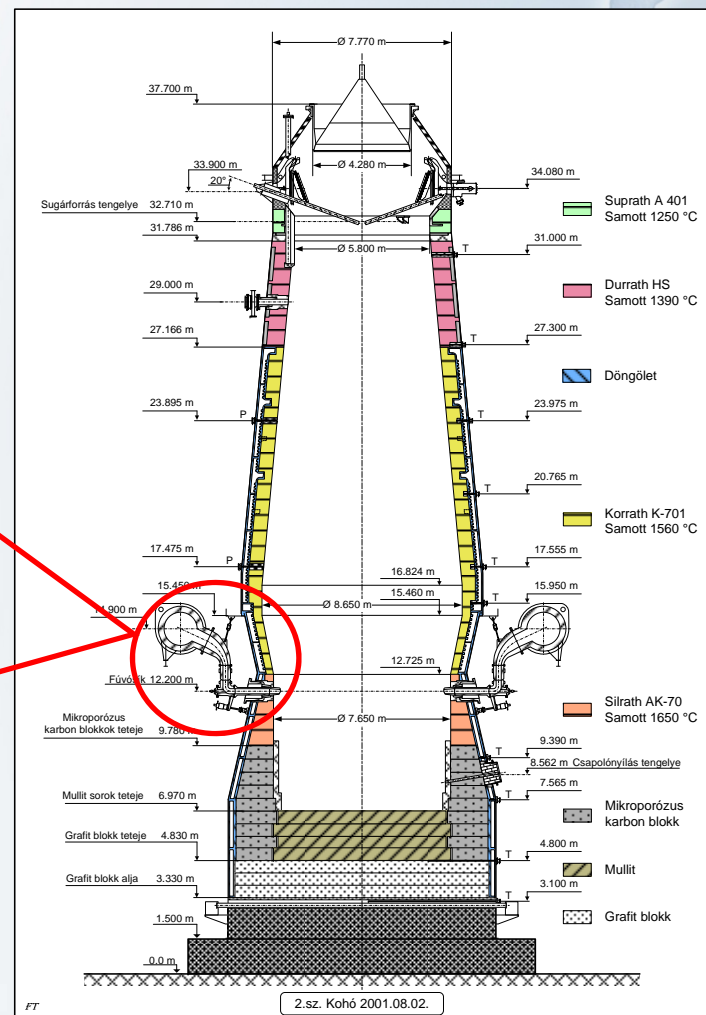 Ø 7.770 m
37.700 m
Ø 4.280 m
33.900 m
34.080 m
20°
Sugárforrás tengelye
32.710 m
31.786 m
31.000 m
T
Ø 5.800 m
29.000 m
27.166 m
27.300 m
T
23.895 m
P
23.975 m
T
20.765 m
T
17.475 m
P
17.555 m
T
16.824 m
15.950 m
T
15.450 m
15.460 m
Ø 8.650 m
14.900 m
12.725 m
Fúvósík 12.200 m
Ø 7.650 m
Mikroporózus
karbon blokkok teteje
9.780 m
9.390 m
T
8.562 m Csapolónyílás tengelye
7.565 m
T
Mullit sorok teteje 6.970 m
Grafit blokk teteje 4.830 m
4.800 m
T
Grafit blokk alja 3.330 m
3.100 m
T
1.500 m
0.0 m
Suprath A 401
Samott 1250 °C
Durrath HS
Samott 1390 °C
Döngölet
Korrath K-701
Samott 1560 °C
Silrath AK-70
Samott 1650 °C
Mikroporózus
karbon blokk
Mullit
Grafit blokk
FT
2.sz. Kohó 2001.08.02.